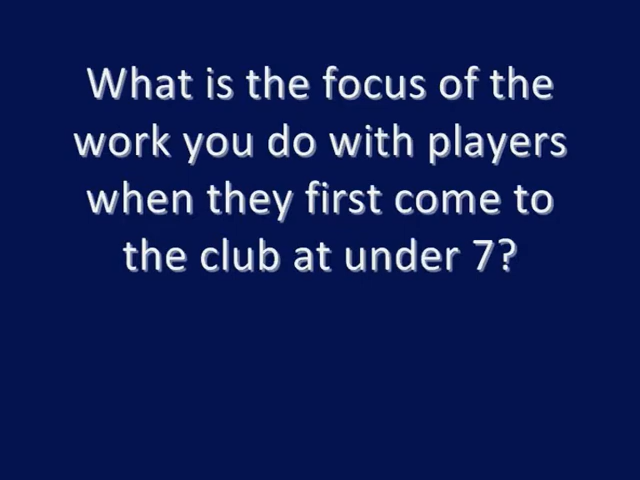 What is the focus of the
work you do with players
when they first come to
the club at under 7?